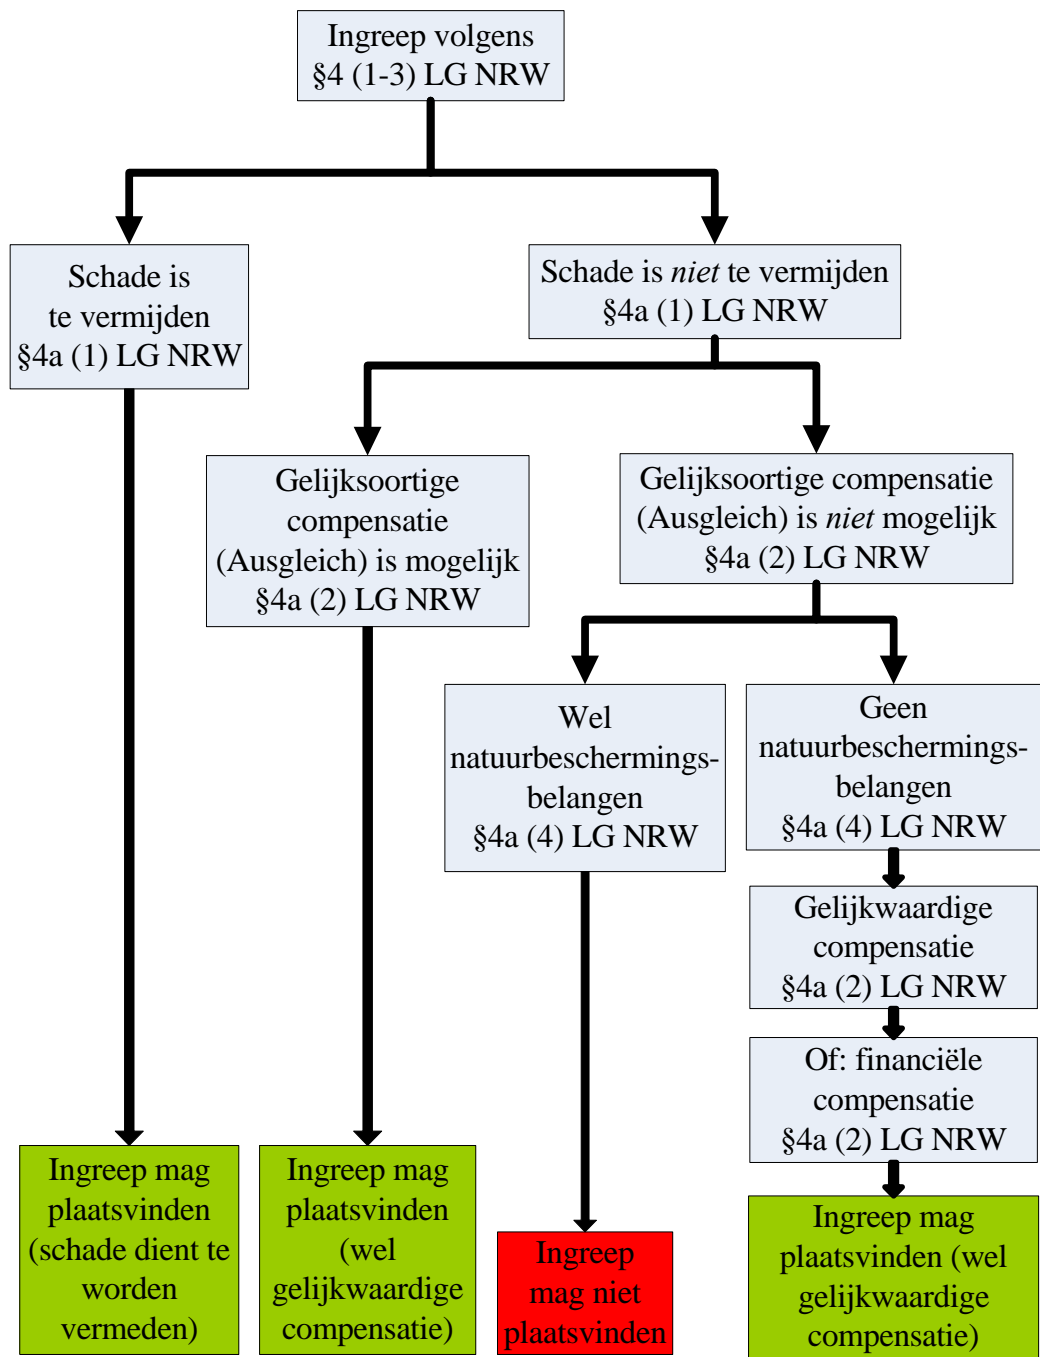 Ingreep volgens
§4 (1-3) LG NRW
Schade is
te vermijden
§4a (1) LG NRW
Schade is niet te vermijden
§4a (1) LG NRW
Gelijksoortige
compensatie
(Ausgleich) is mogelijk
§4a (2) LG NRW
Gelijksoortige compensatie
(Ausgleich) is niet mogelijk
§4a (2) LG NRW
Wel
natuurbeschermings-
belangen
§4a (4) LG NRW
Geen
natuurbeschermings-
belangen
§4a (4) LG NRW
Gelijkwaardige
compensatie
§4a (2) LG NRW
Of: financiële
compensatie
§4a (2) LG NRW
Ingreep mag
plaatsvinden
(schade dient te
worden
vermeden)
Ingreep mag
plaatsvinden
(wel
gelijkwaardige
compensatie)
Ingreep
mag niet
plaatsvinden
Ingreep mag
plaatsvinden (wel
gelijkwaardige
compensatie)